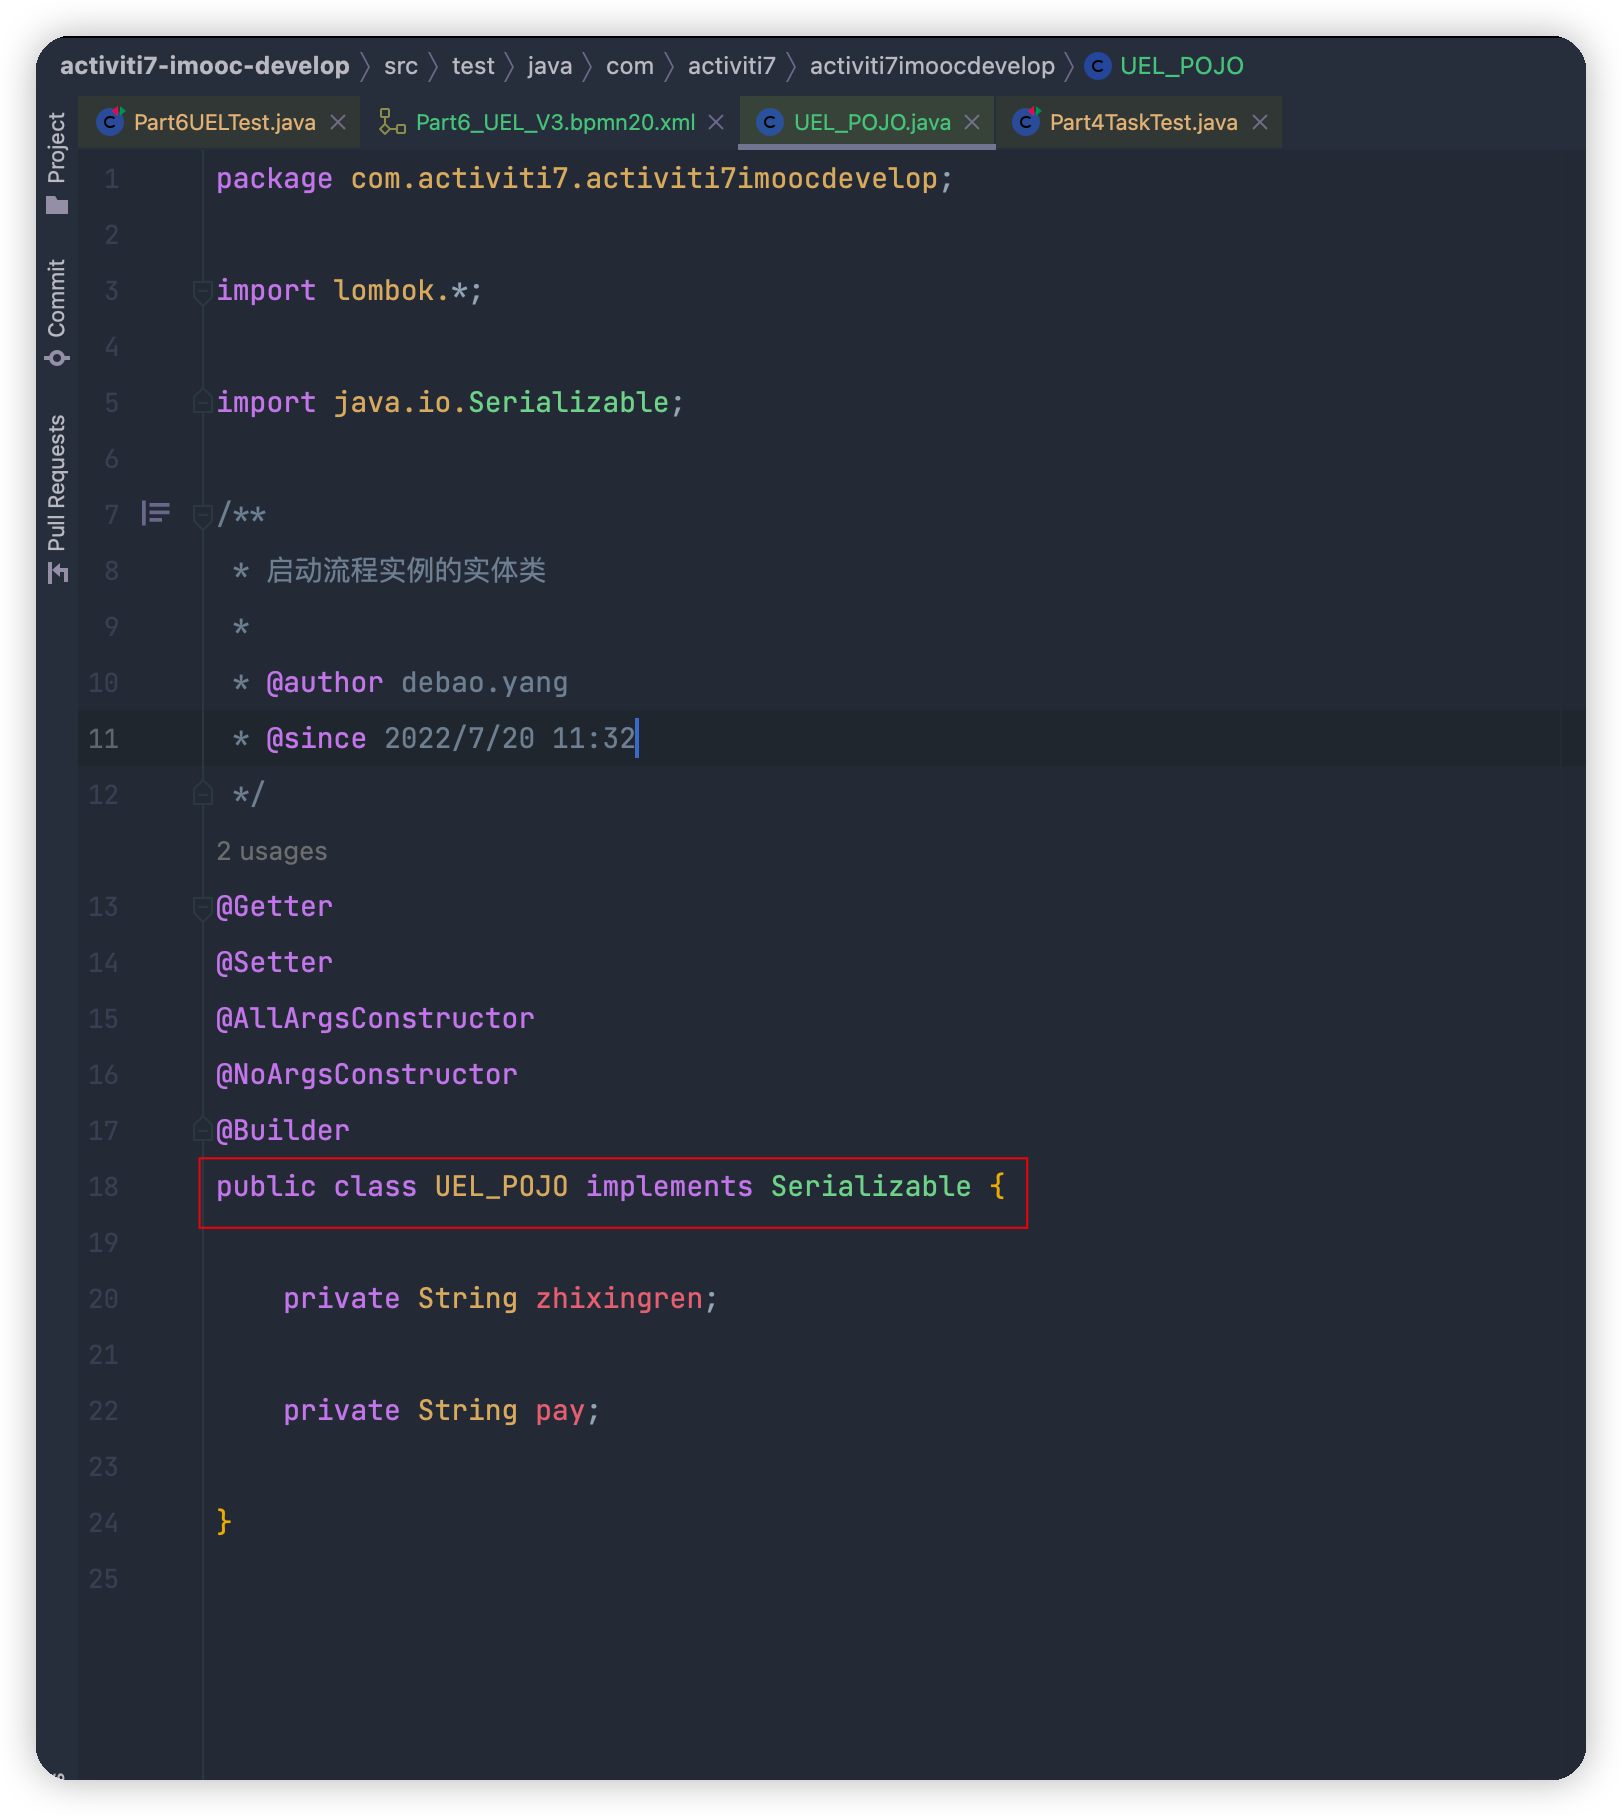 activiti7-imooc-develop 〉 src 〉 test 〉 java 〉 com 〉 activiti7 〉 activiti7imoocdevelop 〉 C UEL_POJO
C Part6UELTest.java × Part6_UEL_V3.bpmn20.xml × C UEL_POJO.java × C Part4TaskTest.java ×
Project
Commit
Pull Requests
1 package com.activiti7.activiti7imoocdevelop;
2
3 import lombok.*;
4
5 import java.io.Serializable;
6
7 /**
8 * 启动流程实例的实体类
9 *
10 * @author debao.yang
11 * @since 2022/7/20 11:32
12 */
2 usages
13 @Getter
14 @Setter
15 @AllArgsConstructor
16 @NoArgsConstructor
17 @Builder
18 public class UEL_POJO implements Serializable {
19
20 private String zhixingren;
21
22 private String pay;
23
24 }
25